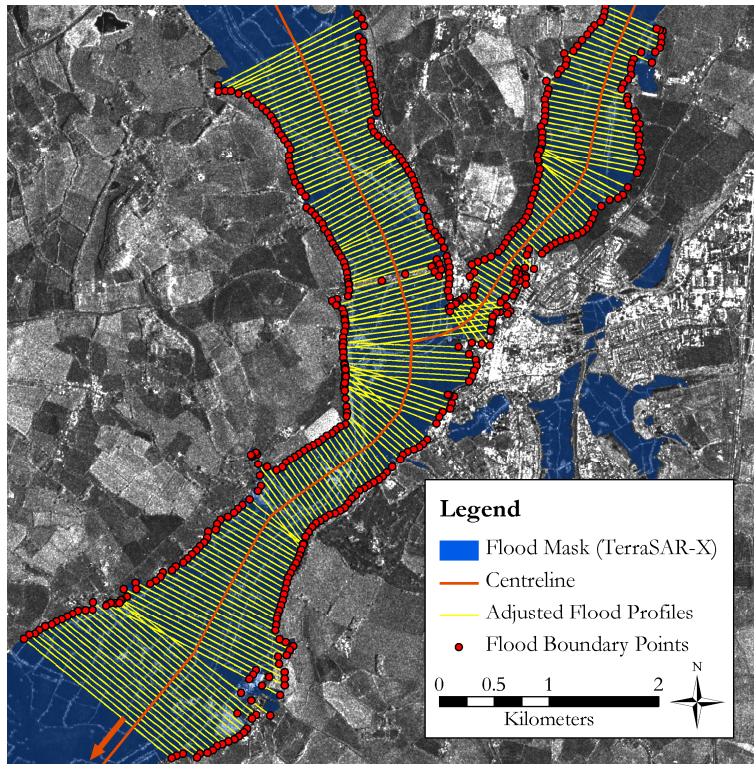 Legend
Flood Mask (TerraSAR-X)
Centreline
Adjusted Flood Profiles
Flood Boundary Points
N
0 0.5 1 2
Kilometers